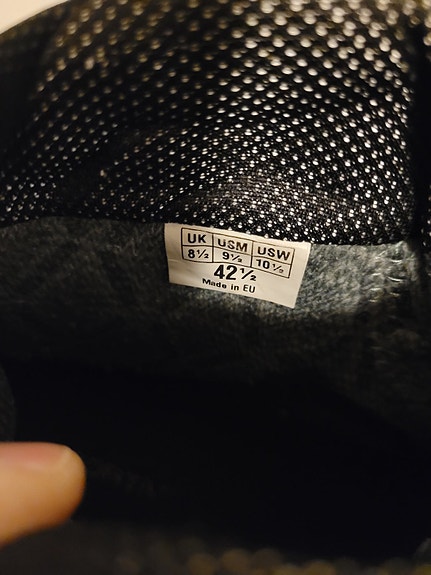 UK USM USW
8½ 9½ 10½
42½
Made in EU